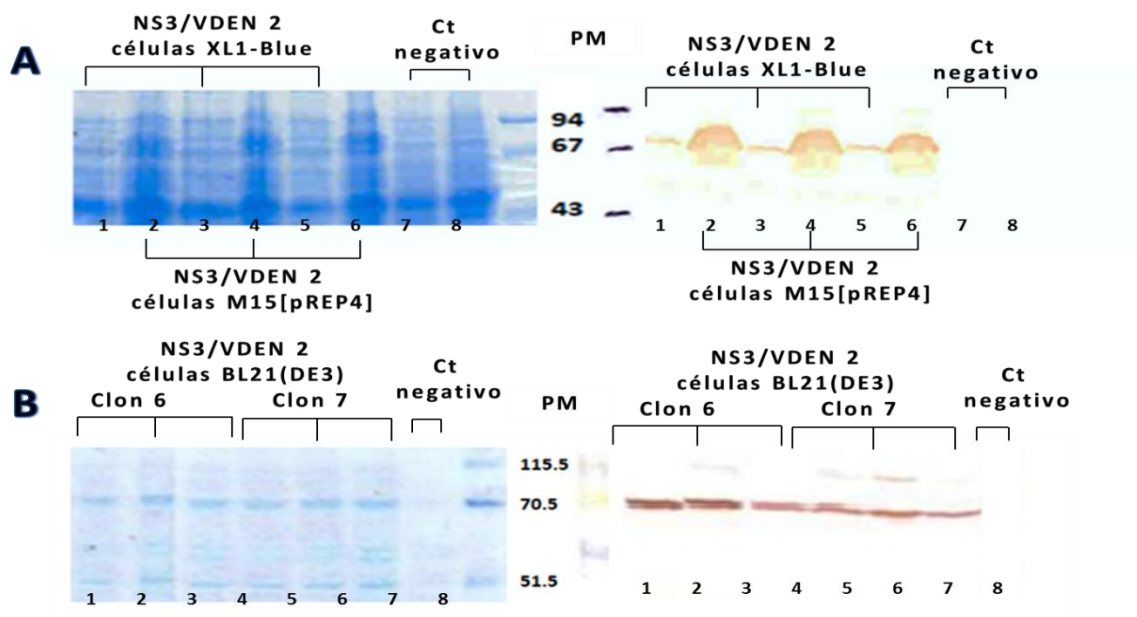 A
NS3/VDEN 2
células XL1-Blue
Ct
negativo
PM
NS3/VDEN 2
células XL1-Blue
Ct
negativo
94
67
43
1 2 3 4 5 6 7 8
1 2 3 4 5 6 7 8
NS3/VDEN 2
células M15[pREP4]
NS3/VDEN 2
células M15[pREP4]
B
NS3/VDEN 2
células BL21(DE3)
Clon 6 Clon 7
Ct
negativo
PM
NS3/VDEN 2
células BL21(DE3)
Clon 6 Clon 7
Ct
negativo
115.5
70.5
51.5
1 2 3 4 5 6 7 8
1 2 3 4 5 6 7 8